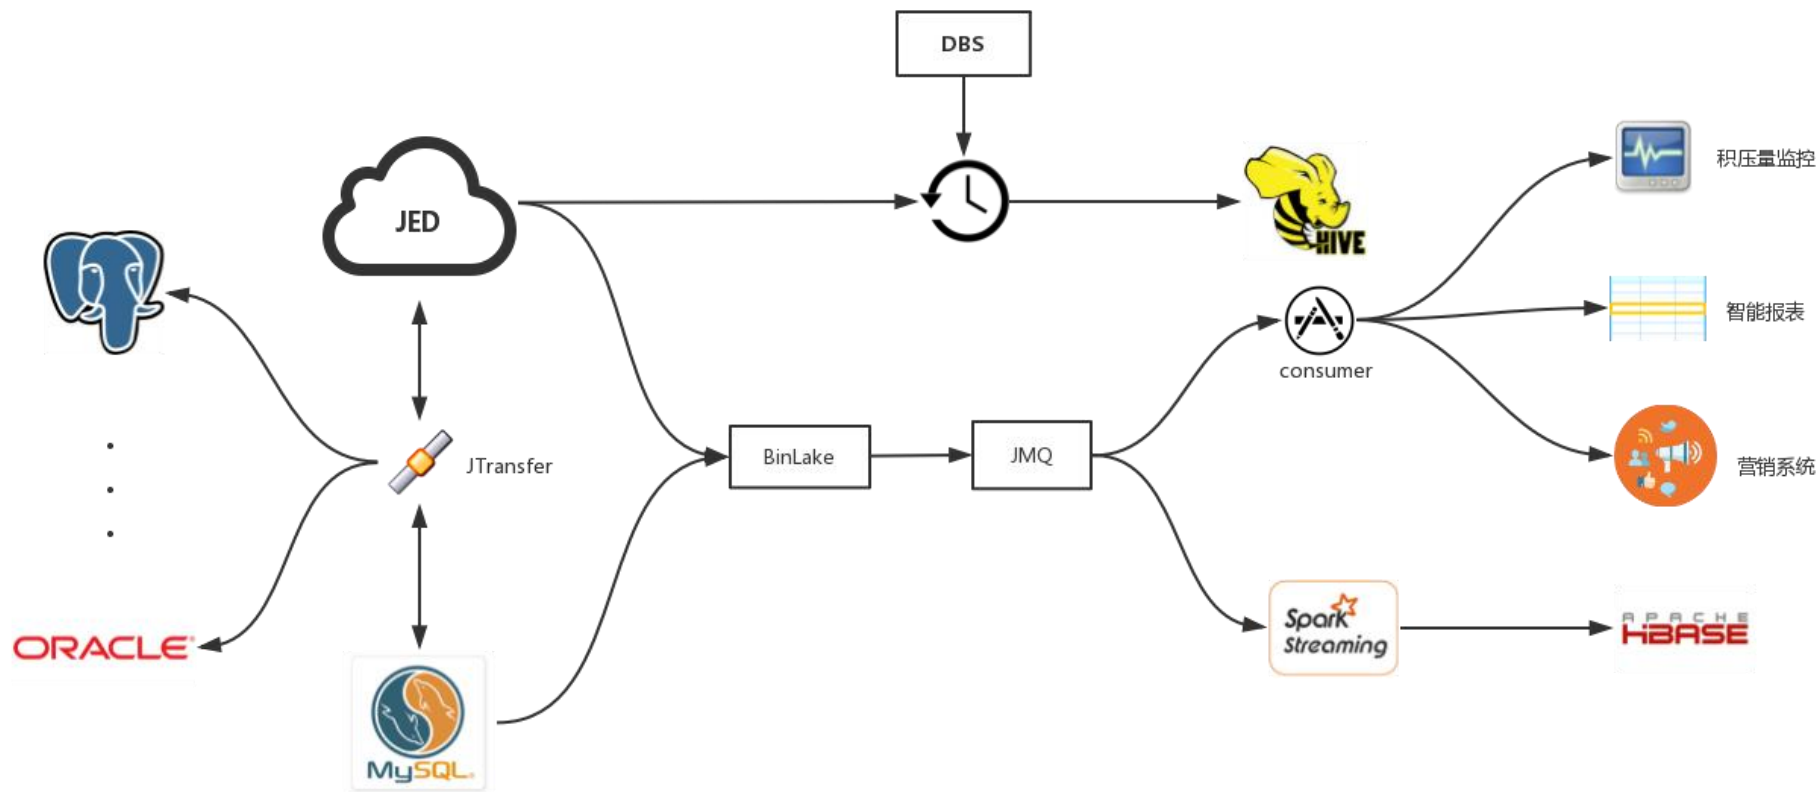 DBS
JED
HIVE
积压量监控
智能报表
consumer
JTransfer
BinLake
JMQ
营销系统
ORACLE
Spark
Streaming
APACHE
HBASE
MySQL